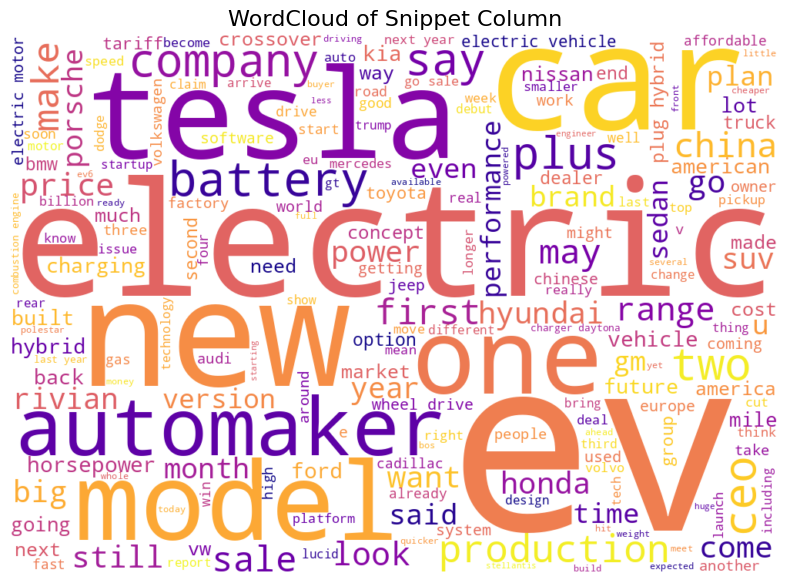 WordCloud of Snippet Column
tariff become speed driving crossover next year electric vehicle affordable
electric motor make porsche claim auto arrive company go sale kia way say smaller nissan end car debut less buyer little cheaper plan
soon motor dodge volkswagen tesla road good trump week work front plug hybrid lot truck china
startup software drive start battery eu mercedes gt available even performance engineer powered plus well dealer american
bmw price ev6 billion ready factory toyota real brand last top owner go pickup
combustion engine know much three issue charging second four electric world full concept power getting longer need jeep might may chinese really sedan v made several change suv
rear built polestar technology show new option move different first hyundai charger daytona range thing cost u coming
hybrid last year gas audi starting mean market one vehicle yet gm two america
back money version around year wheel drive bring future europe cut mile
rivian automaker e right deal people third used group volvo think take
horsepower whole month win high cadillac already ford want bos ahead honda design tech ev huge launch including ceo
big today model platform said system hit weight time
going next fast vw report still sale lucid look quicker stellantis production build expected meet come another